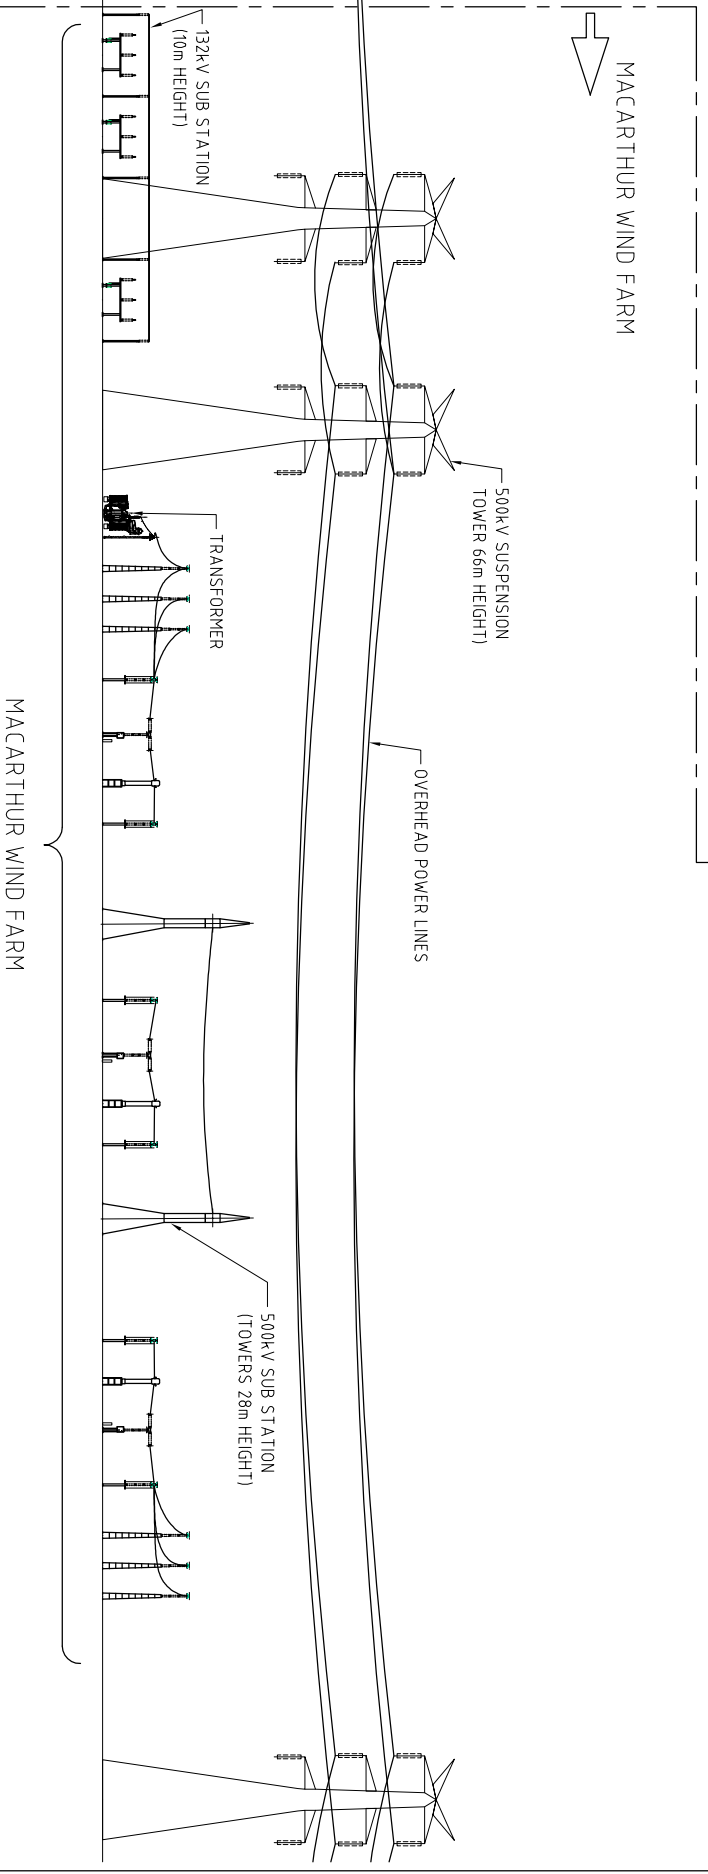 MACARTHUR WIND FARM
132kV SUB STATION
(10m HEIGHT)
500kV SUSPENSION
TOWER 66m HEIGHT)
TRANSFORMER
OVERHEAD POWER LINES
500kV SUB STATION
(TOWERS 28m HEIGHT)
MACARTHUR WIND FARM